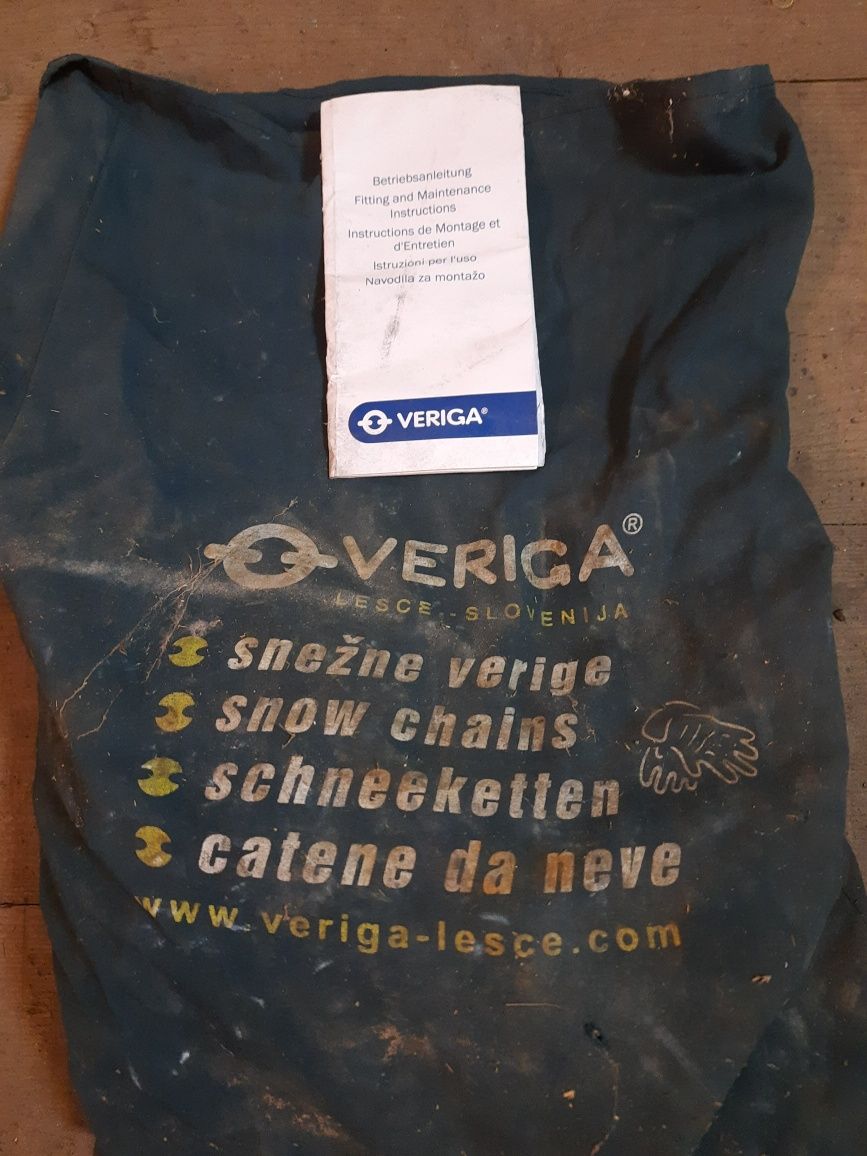 Betriebsanleitung
Fitting and Maintenance
Instructions
Instructions de Montage et
d'Entretien
Istruzioni per l'uso
Navodila za montažo
VERIGA®
VERIGA®
LESCE - SLOVENIJA
snežne verige
snow chains
schneeketten
catene da neve
www.veriga-lesce.com